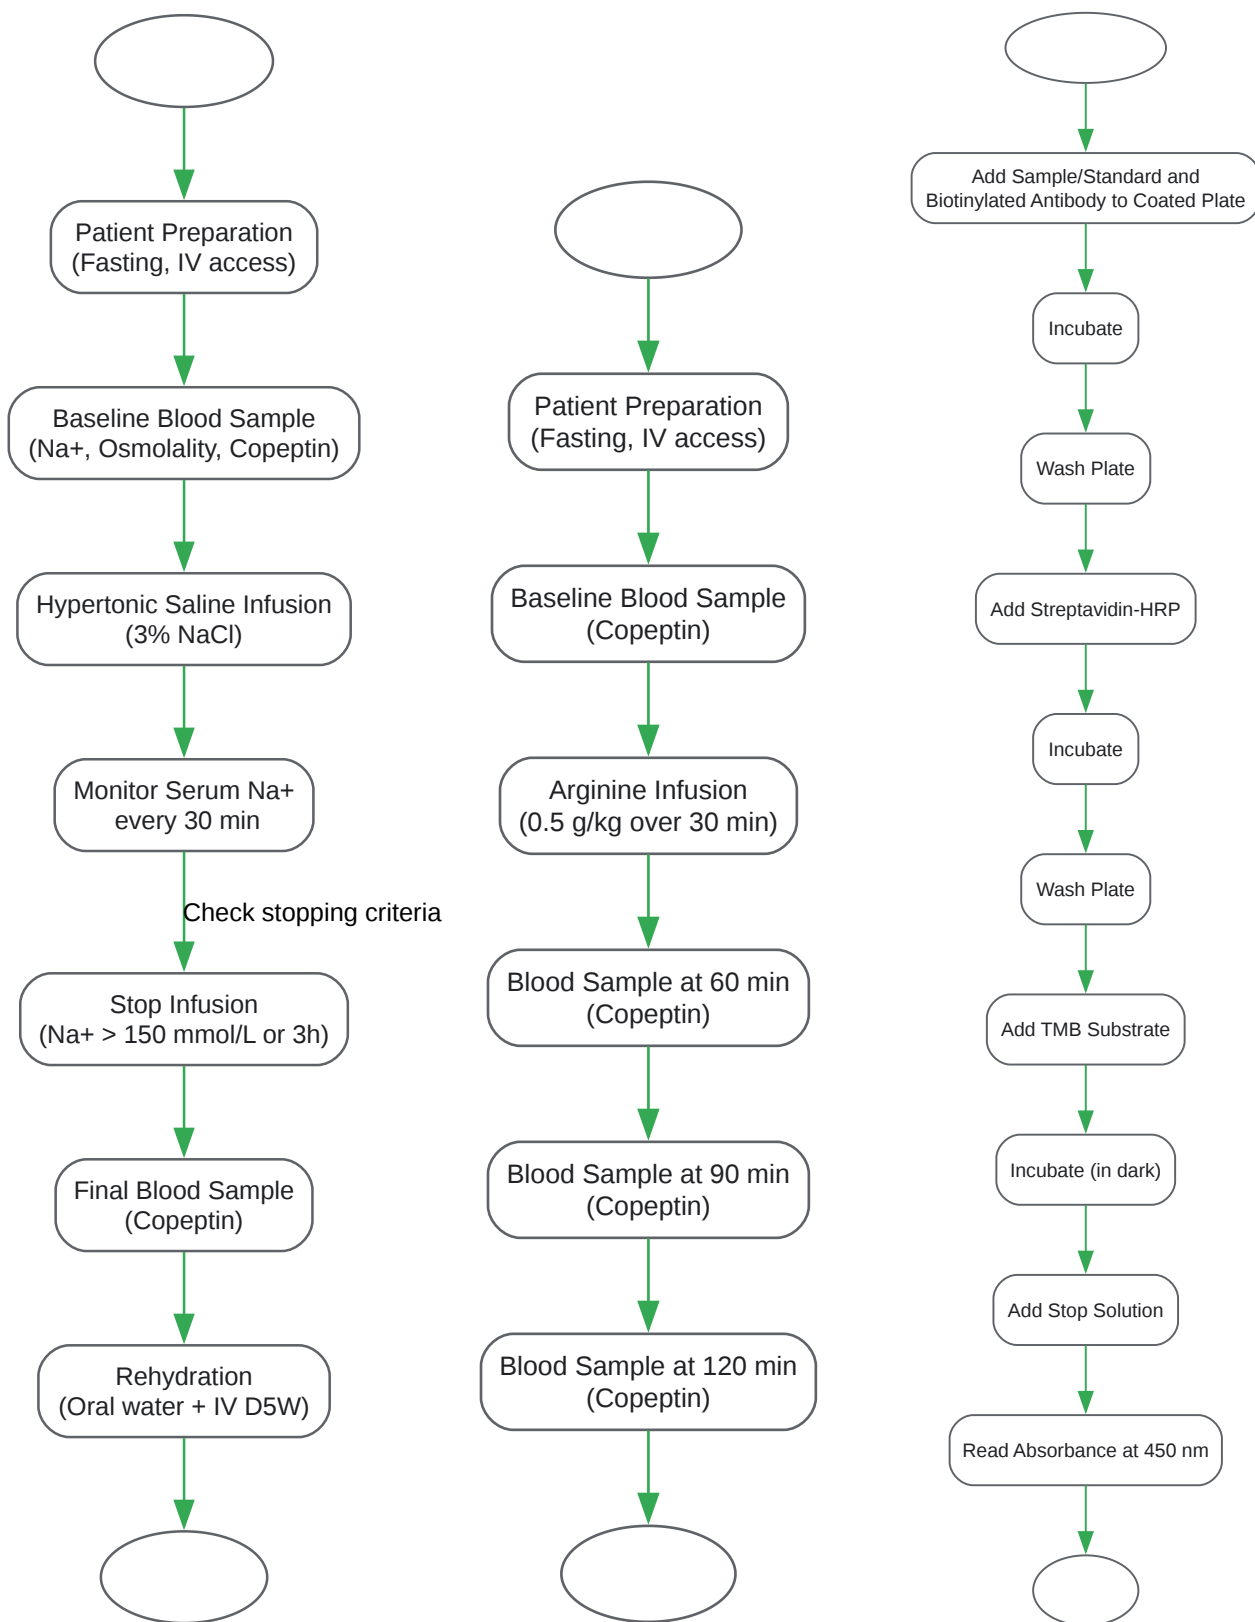 Patient Preparation
(Fasting, IV access)
Baseline Blood Sample
(Na+, Osmolality, Copeptin)
Hypertonic Saline Infusion
(3% NaCl)
Monitor Serum Na+
every 30 min
Check stopping criteria
Stop Infusion
(Na+ > 150 mmol/L or 3h)
Final Blood Sample
(Copeptin)
Rehydration
(Oral water + IV D5W)
Patient Preparation
(Fasting, IV access)
Baseline Blood Sample
(Copeptin)
Arginine Infusion
(0.5 g/kg over 30 min)
Blood Sample at 60 min
(Copeptin)
Blood Sample at 90 min
(Copeptin)
Blood Sample at 120 min
(Copeptin)
Add Sample/Standard and
Biotinylated Antibody to Coated Plate
Incubate
Wash Plate
Add Streptavidin-HRP
Incubate
Wash Plate
Add TMB Substrate
Incubate (in dark)
Add Stop Solution
Read Absorbance at 450 nm